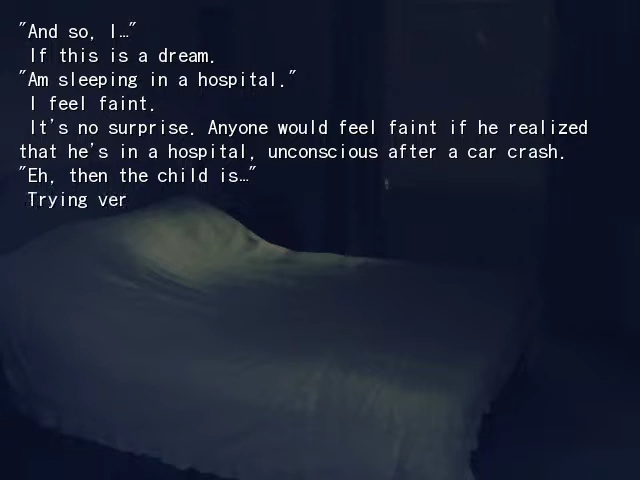 "And so, I…"
If this is a dream.
"Am sleeping in a hospital."
I feel faint.
It's no surprise. Anyone would feel faint if he realized
that he's in a hospital, unconscious after a car crash.
"Eh, then the child is…"
Trying ver